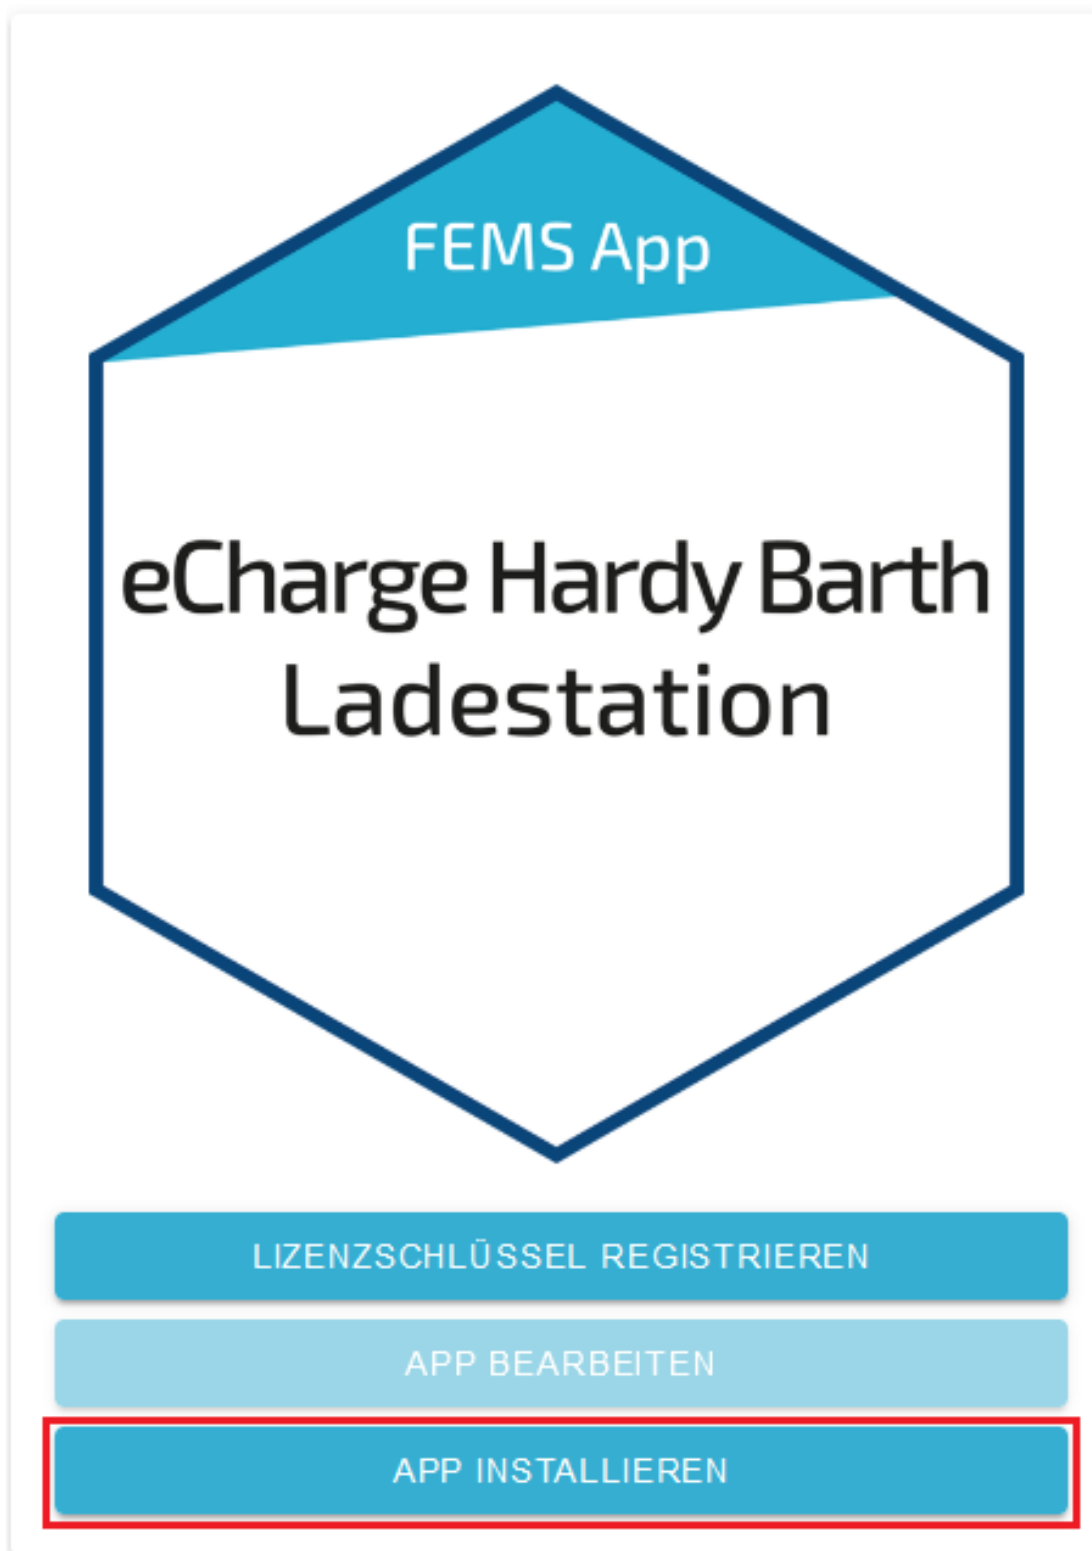 FEMS App
eCharge Hardy Barth
Ladestation
LIZENZSCHLÜSSEL REGISTRIEREN
APP BEARBEITEN
APP INSTALLIEREN